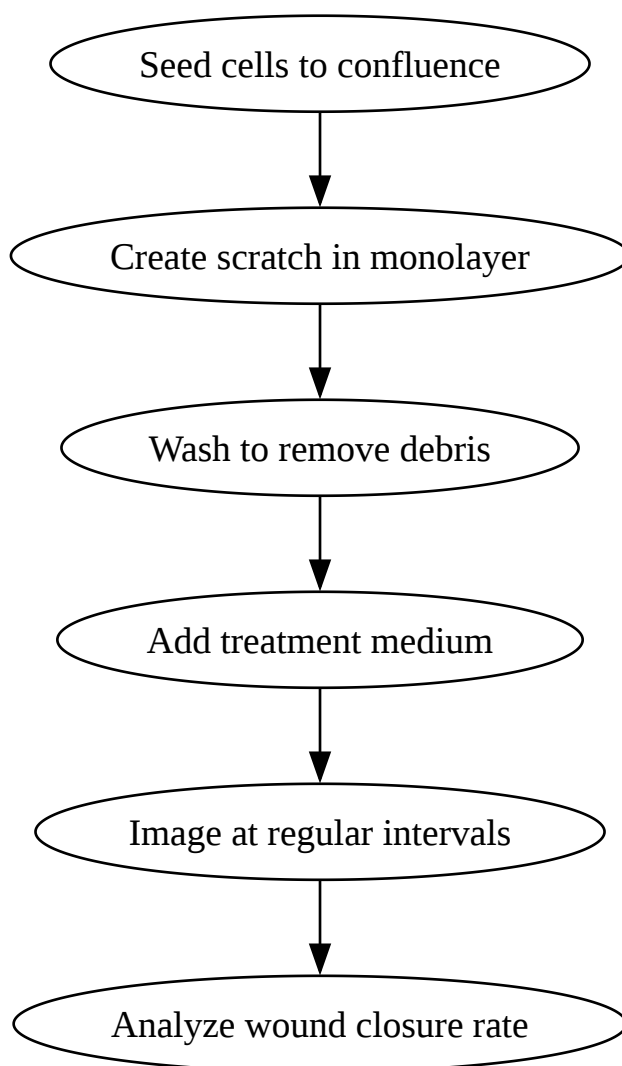 Seed cells to confluence
Create scratch in monolayer
Wash to remove debris
Add treatment medium
Image at regular intervals
Analyze wound closure rate